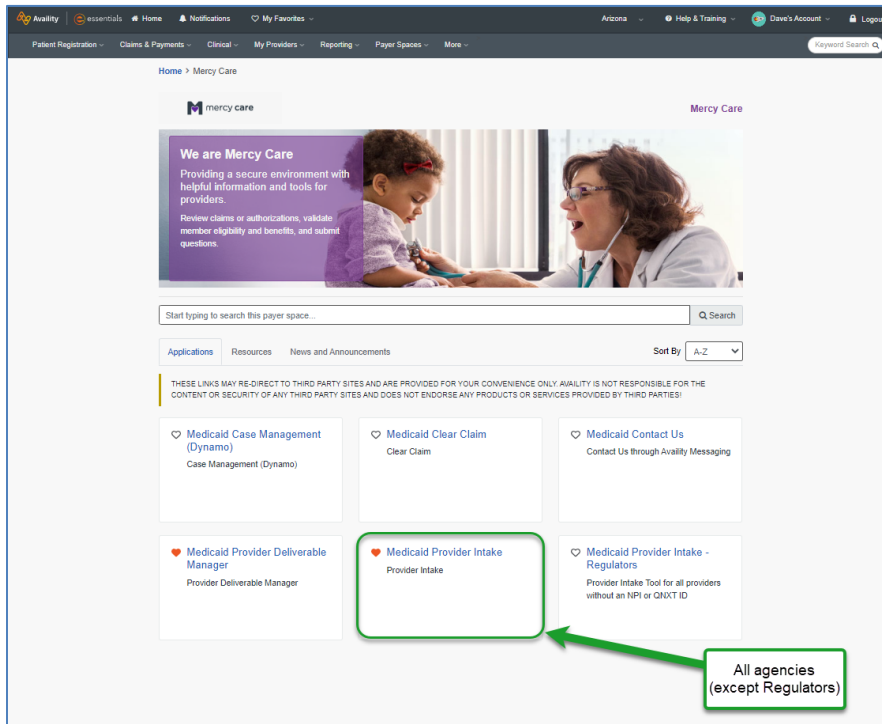 Availity essentials Home Notifications My Favorites Arizona Help & Training Dave's Account Logout
Patient Registration Claims & Payments Clinical My Providers Reporting Payer Spaces More Keyword Search
Home > Mercy Care
mercy care
Mercy Care
We are Mercy Care
Providing a secure environment with
helpful information and tools for
providers.
Review claims or authorizations, validate
member eligibility and benefits, and submit
questions.
Start typing to search this payer space... Search
Applications Resources News and Announcements Sort By A-Z
THESE LINKS MAY RE-DIRECT TO THIRD PARTY SITES AND ARE PROVIDED FOR YOUR CONVENIENCE ONLY. AVAILITY IS NOT RESPONSIBLE FOR THE
CONTENT OR SECURITY OF ANY THIRD PARTY SITES AND DOES NOT ENDORSE ANY PRODUCTS OR SERVICES PROVIDED BY THIRD PARTIES!
Medicaid Case Management
(Dynamo)
Case Management (Dynamo)
Medicaid Clear Claim
Clear Claim
Medicaid Contact Us
Contact Us through Availity Messaging
Medicaid Provider Deliverable
Manager
Provider Deliverable Manager
Medicaid Provider Intake
Provider Intake
Medicaid Provider Intake -
Regulators
Provider Intake Tool for all providers
without an NPI or QNXT ID
All agencies
(except Regulators)